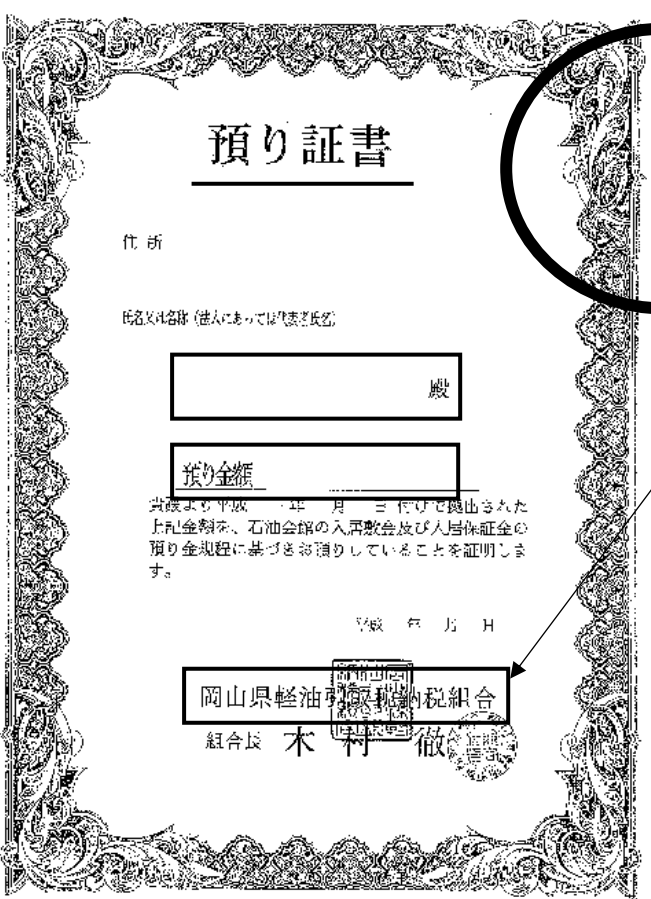 預り証書
住所
氏名又は名称（法人にあっては代表者氏名）
殿
預り金額
貴殿より平成　年　月　日付けで拠出された
上記金額を、石油会館の入居敷金及び入居保証金の
預り金規程に基づきお預りしていることを証明しま
す。
平成　年　月　日
岡山県軽油引取税納税組合
組合長 木村 徹